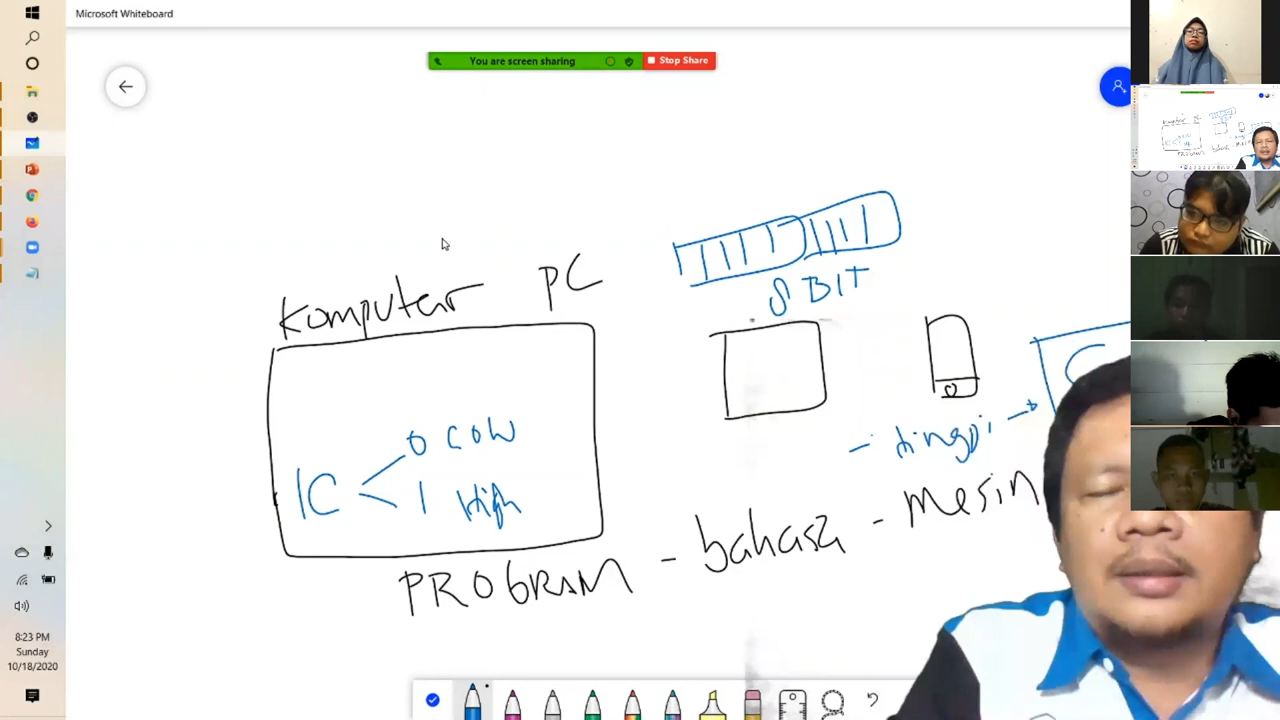 Microsoft Whiteboard
You are screen sharing
Stop Share
Komputer PC
8 BIT
IC
0 LOW
1 High
- tinggi →
PROGRAM - bahasa - mesin
8:23 PM
Sunday
10/18/2020